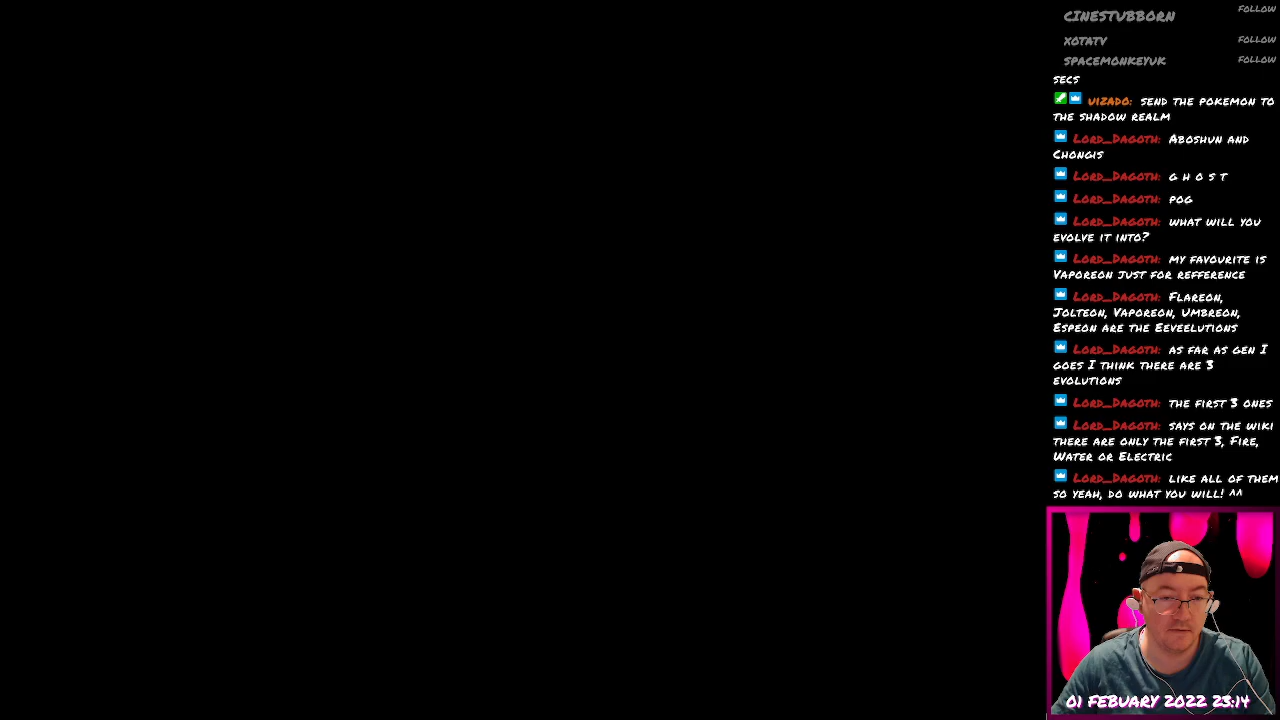 CINESTUBBORN FOLLOW
XOTATV FOLLOW
SPACEMONKEYUK FOLLOW
SECS
UIZADO: SEND THE POKEMON TO
THE SHADOW REALM
LORD_DAGOTH: ABOSHUN AND
CHONGIS
LORD_DAGOTH: G H O S T
LORD_DAGOTH: POG
LORD_DAGOTH: WHAT WILL YOU
EVOLVE IT INTO?
LORD_DAGOTH: MY FAVOURITE IS
VAPOREON JUST FOR REFFERENCE
LORD_DAGOTH: FLAREON,
JOLTEON, VAPOREON, UMBREON,
ESPEON ARE THE EEVEELUTIONS
LORD_DAGOTH: AS FAR AS GEN I
GOES I THINK THERE ARE 3
EVOLUTIONS
LORD_DAGOTH: THE FIRST 3 ONES
LORD_DAGOTH: SAYS ON THE WIKI
THERE ARE ONLY THE FIRST 3, FIRE,
WATER OR ELECTRIC
LORD_DAGOTH: LIKE ALL OF THEM
SO YEAH, DO WHAT YOU WILL! ^^
01 FEBUARY 2022 23:14